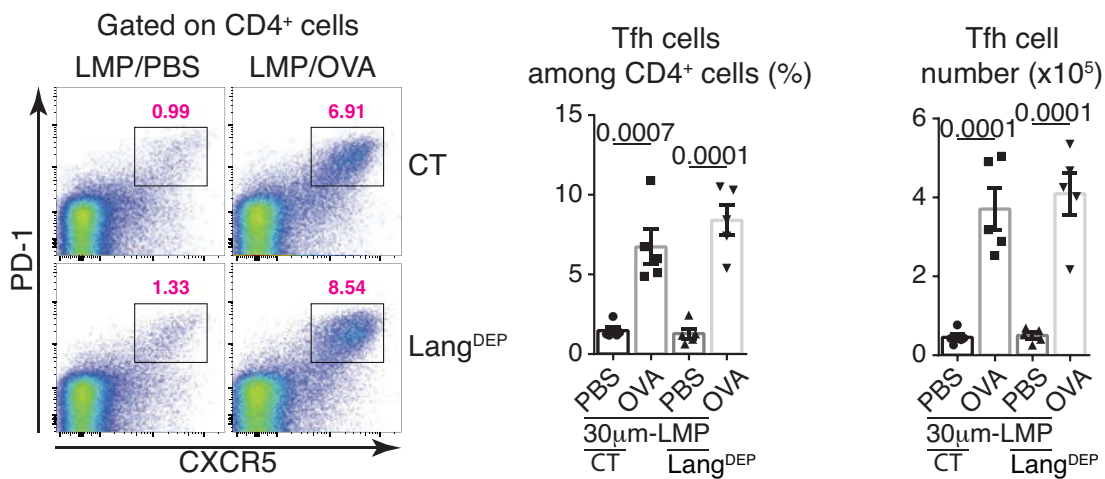 Gated on CD4⁺ cells
LMP/PBS LMP/OVA
0.99 6.91
CT
1.33 8.54
Lang^DEP
PD-1
CXCR5
Tfh cells
among CD4⁺ cells (%)
15
10
5
0
0.0007
0.0001
PBS OVA PBS OVA
30μm-LMP
CT Lang^DEP
Tfh cell
number (x10⁵)
6
4
2
0
0.0001
0.0001
PBS OVA PBS OVA
30μm-LMP
CT Lang^DEP